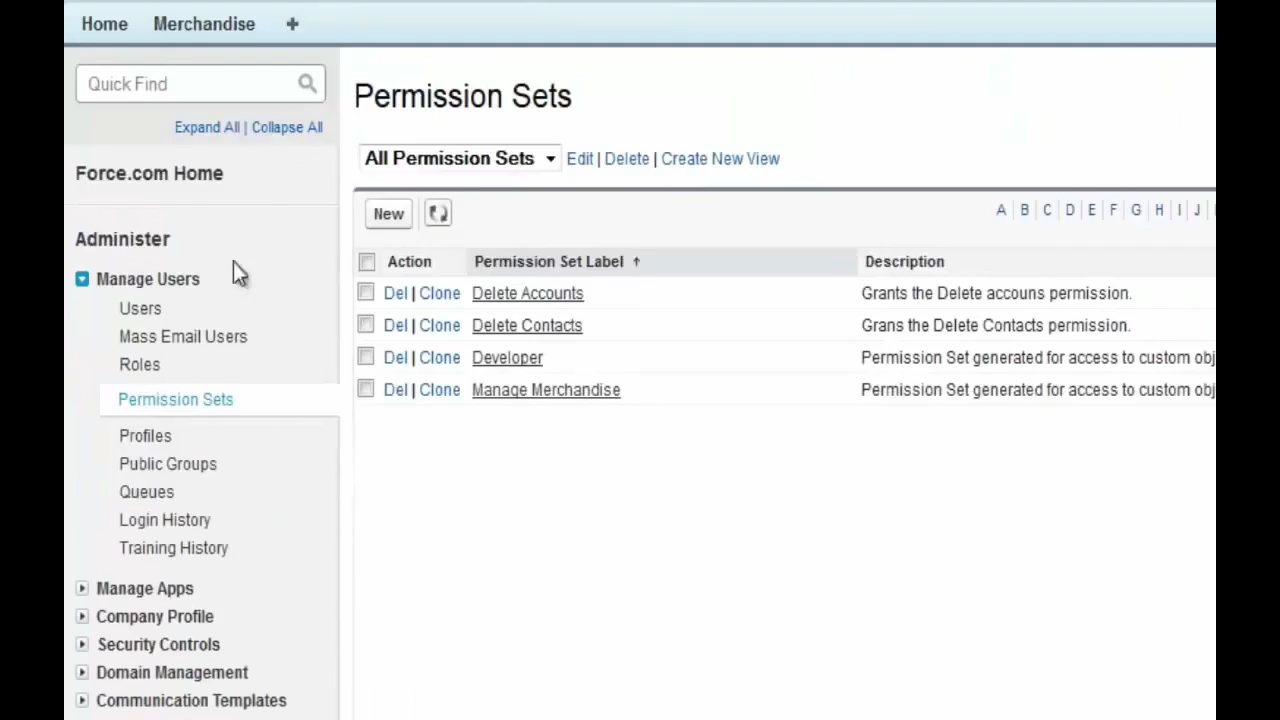 Home Merchandise +
Quick Find
Expand All | Collapse All
Force.com Home
Administer
Manage Users
Users
Mass Email Users
Roles
Permission Sets
Profiles
Public Groups
Queues
Login History
Training History
Manage Apps
Company Profile
Security Controls
Domain Management
Communication Templates
Permission Sets
All Permission Sets Edit | Delete | Create New View
New A B C D E F G H I J
Action Permission Set Label ↑ Description
Del | Clone Delete Accounts Grants the Delete accouns permission.
Del | Clone Delete Contacts Grans the Delete Contacts permission.
Del | Clone Developer Permission Set generated for access to custom obj
Del | Clone Manage Merchandise Permission Set generated for access to custom obj